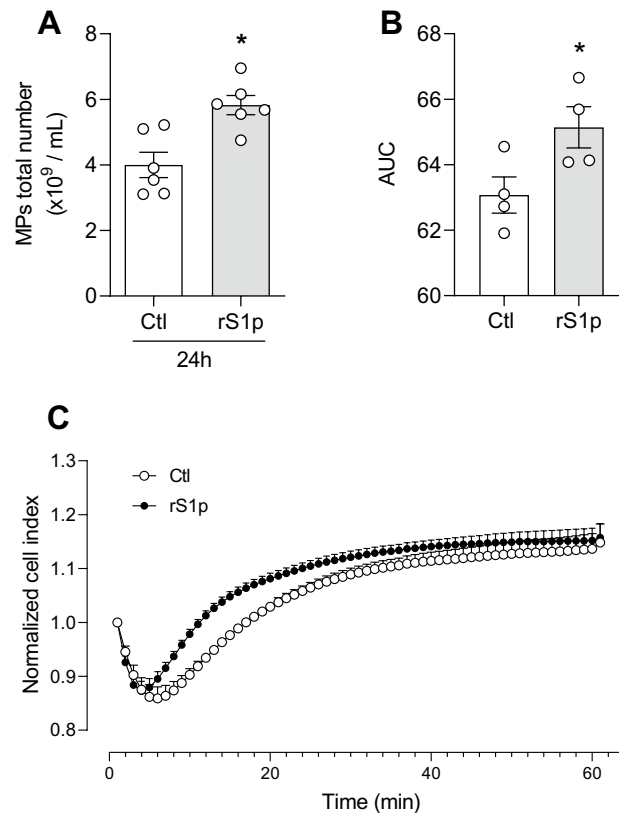 A
MPs total number
(x10⁹ / mL)
8
6
4
2
0
*
Ctl
rS1p
24h
B
AUC
68
66
64
62
60
*
Ctl
rS1p
C
Normalized cell index
1.3
1.2
1.1
1.0
0.9
0.8
Ctl
rS1p
0
20
40
60
Time (min)